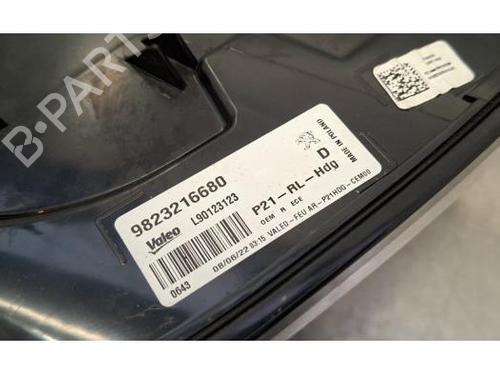 B-PARTS
9823216680
D
MADE IN POLAND
Valeo L90123123
P21-RL-Hdg
OEM R ECE
0643
08/06/22 03:15 VALEO-FEU AR-P21HDG-CEM00